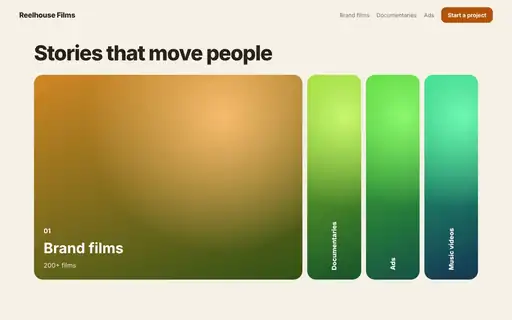 Reelhouse Films
Brand films Documentaries Ads Start a project
Stories that move people
01
Brand films
200+ films
Documentaries
Ads
Music videos